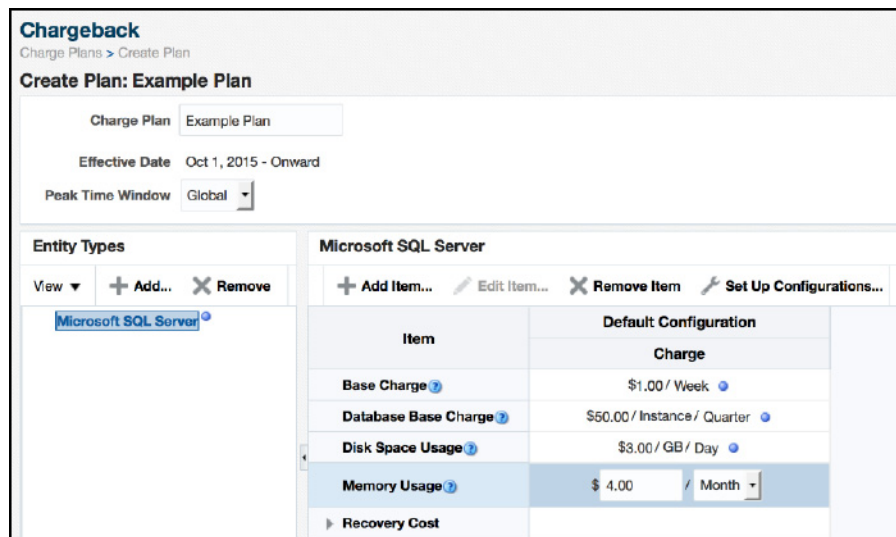 Chargeback
Charge Plans > Create Plan
Create Plan: Example Plan
Charge Plan Example Plan
Effective Date Oct 1, 2015 - Onward
Peak Time Window Global
Entity Types
View Add... Remove
Microsoft SQL Server
Microsoft SQL Server
Add Item... Edit Item... Remove Item Set Up Configurations...
Item
Default Configuration
Charge
Base Charge $1.00 / Week
Database Base Charge $50.00 / Instance / Quarter
Disk Space Usage $3.00 / GB / Day
Memory Usage $ 4.00 / Month
Recovery Cost